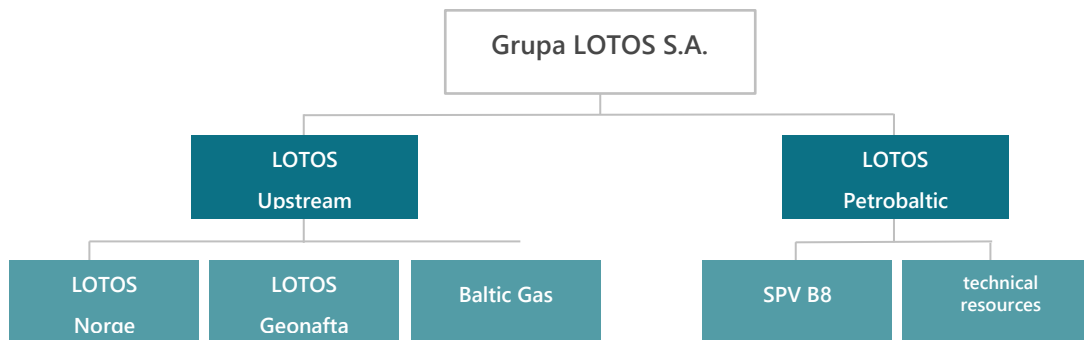 Grupa LOTOS S.A.
LOTOS
Upstream
LOTOS
Petrobaltic
LOTOS
Norge
LOTOS
Geonafta
Baltic Gas
SPV B8
technical
resources